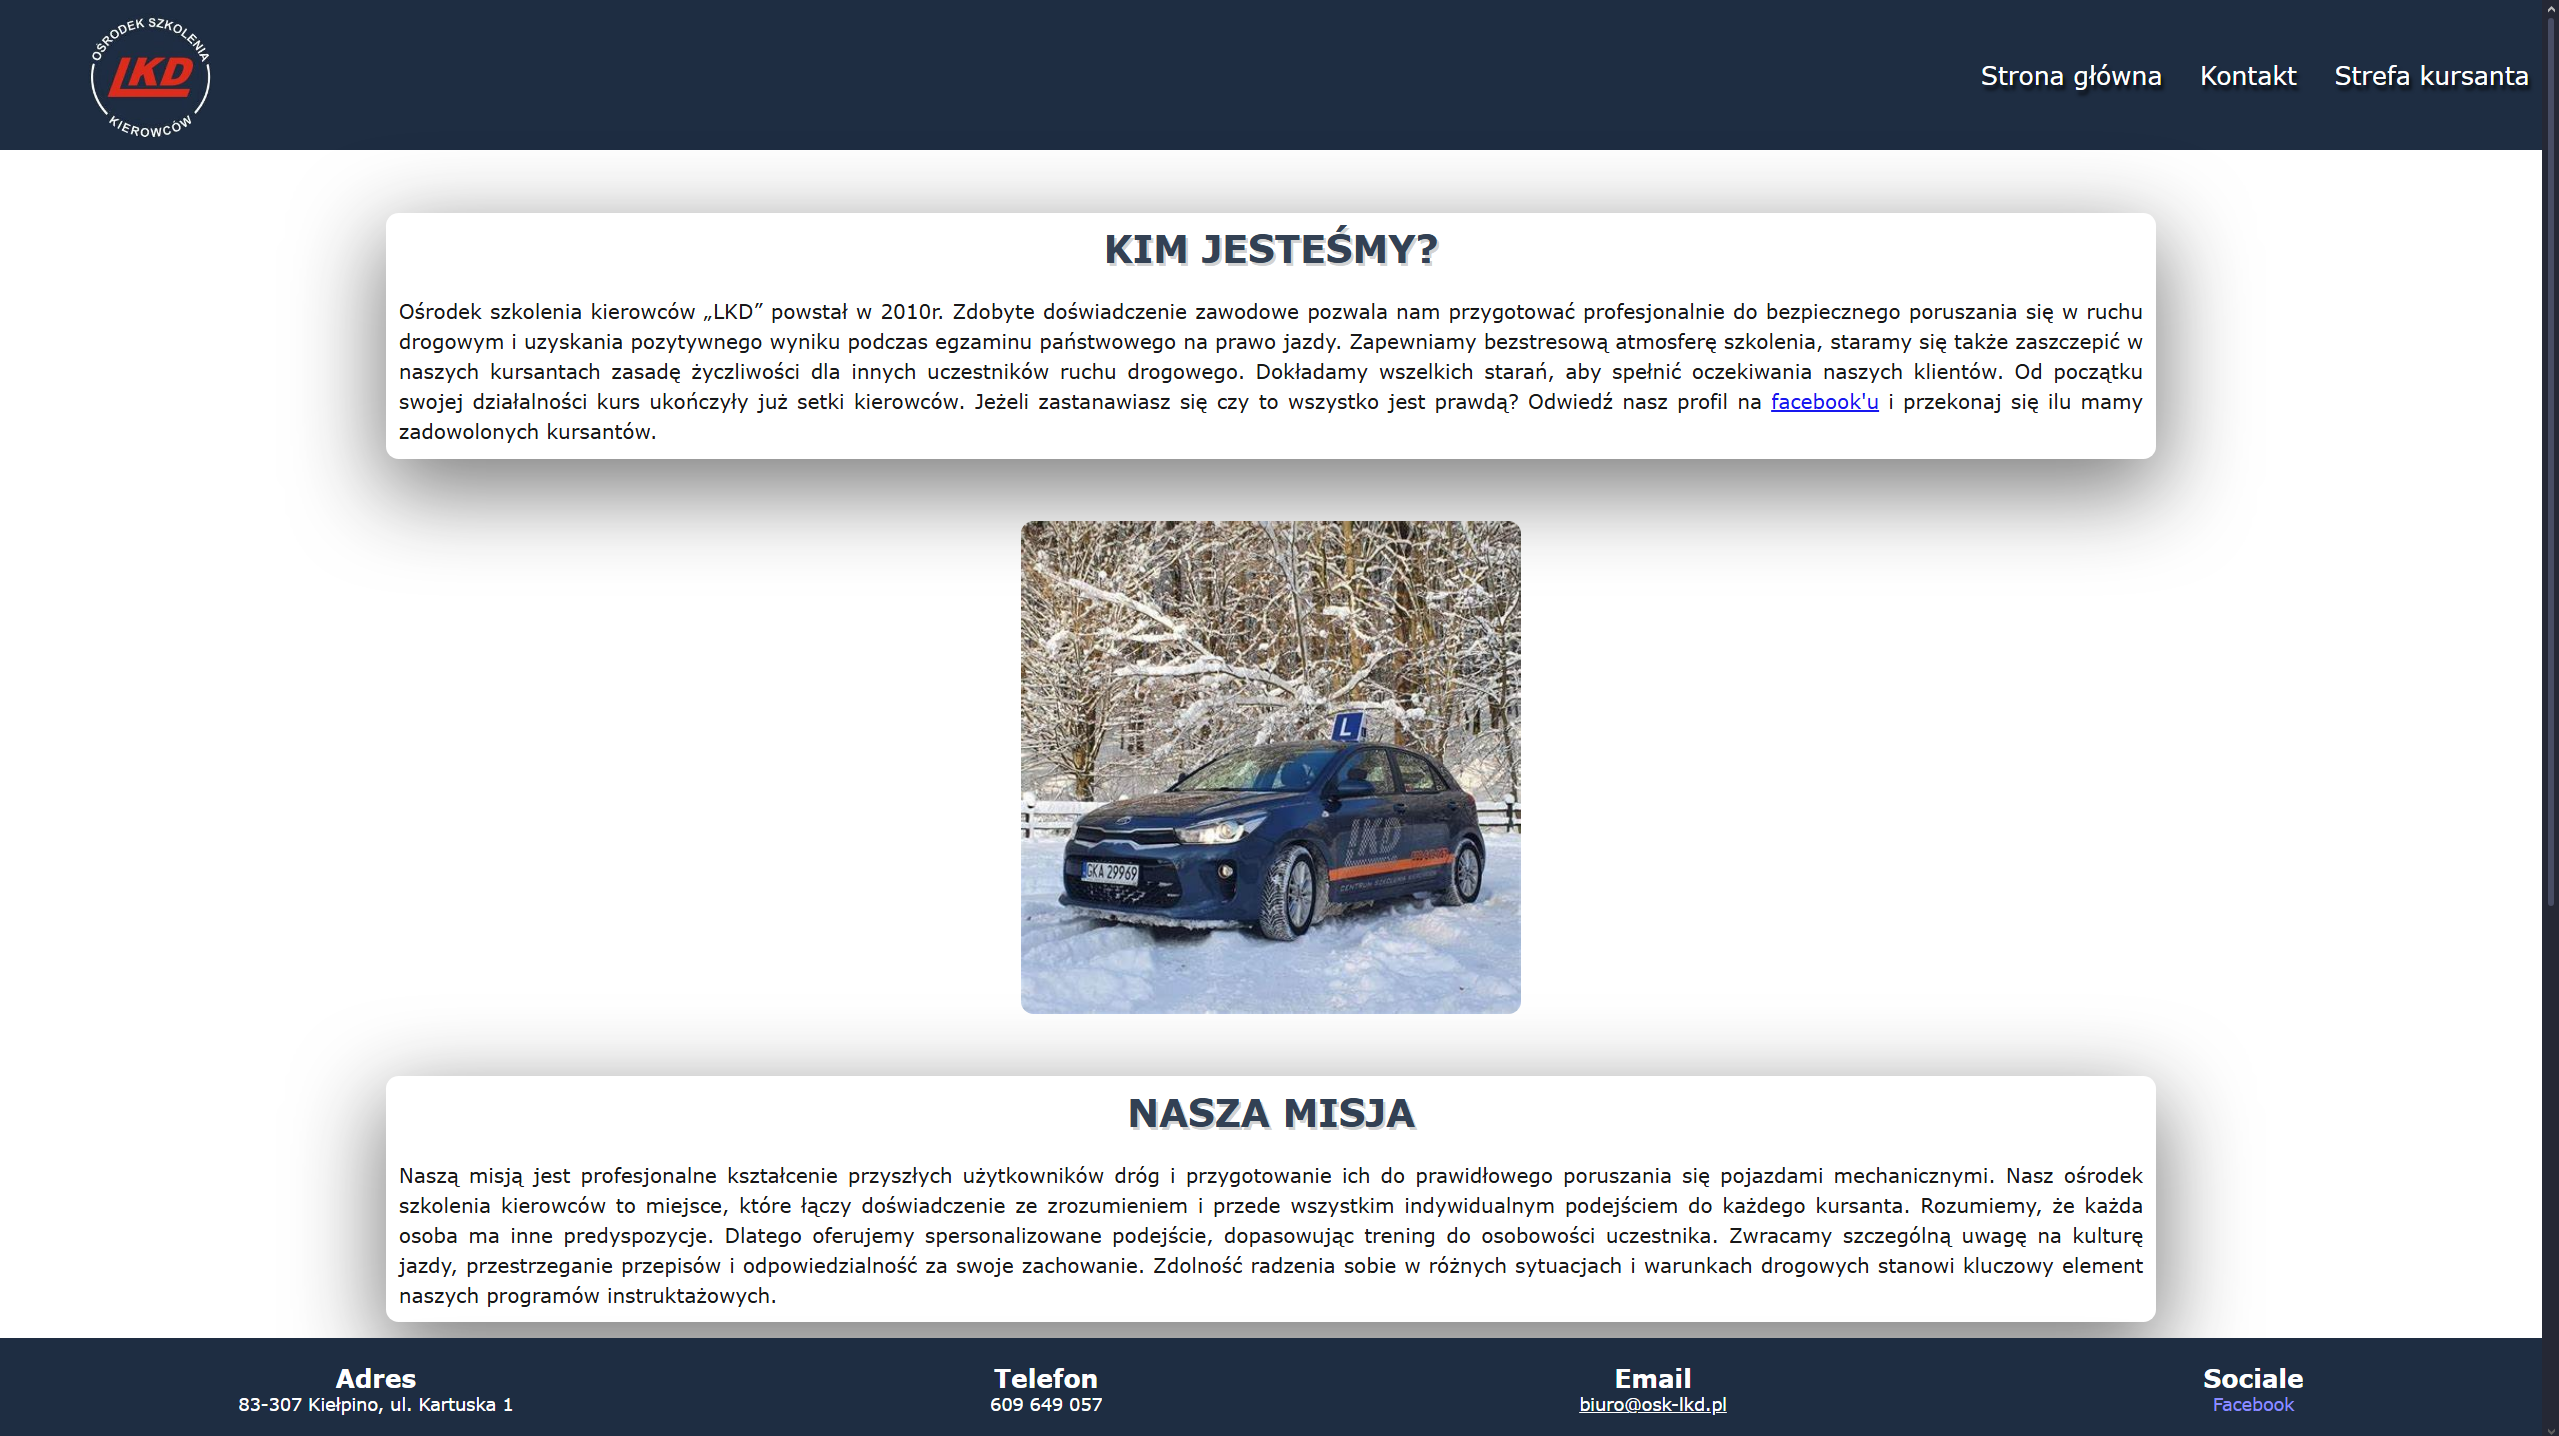 OŚRODEK SZKOLENIA
LKD
KIEROWCÓW
Strona główna
Kontakt
Strefa kursanta
KIM JESTEŚMY?
Ośrodek szkolenia kierowców „LKD” powstał w 2010r. Zdobyte doświadczenie zawodowe pozwala nam przygotować profesjonalnie do bezpiecznego poruszania się w ruchu
drogowym i uzyskania pozytywnego wyniku podczas egzaminu państwowego na prawo jazdy. Zapewniamy bezstresową atmosferę szkolenia, staramy się także zaszczepić w
naszych kursantach zasadę życzliwości dla innych uczestników ruchu drogowego. Dokładamy wszelkich starań, aby spełnić oczekiwania naszych klientów. Od początku
swojej działalności kurs ukończyły już setki kierowców. Jeżeli zastanawiasz się czy to wszystko jest prawdą? Odwiedź nasz profil na facebook'u i przekonaj się ilu mamy
zadowolonych kursantów.
L
LKD
CENTRUM SZKOLENIA
GKA 29969
NASZA MISJA
Naszą misją jest profesjonalne kształcenie przyszłych użytkowników dróg i przygotowanie ich do prawidłowego poruszania się pojazdami mechanicznymi. Nasz ośrodek
szkolenia kierowców to miejsce, które łączy doświadczenie ze zrozumieniem i przede wszystkim indywidualnym podejściem do każdego kursanta. Rozumiemy, że każda
osoba ma inne predyspozycje. Dlatego oferujemy spersonalizowane podejście, dopasowując trening do osobowości uczestnika. Zwracamy szczególną uwagę na kulturę
jazdy, przestrzeganie przepisów i odpowiedzialność za swoje zachowanie. Zdolność radzenia sobie w różnych sytuacjach i warunkach drogowych stanowi kluczowy element
naszych programów instruktażowych.
Adres
83-307 Kiełpino, ul. Kartuska 1
Telefon
609 649 057
Email
biuro@osk-lkd.pl
Sociale
Facebook